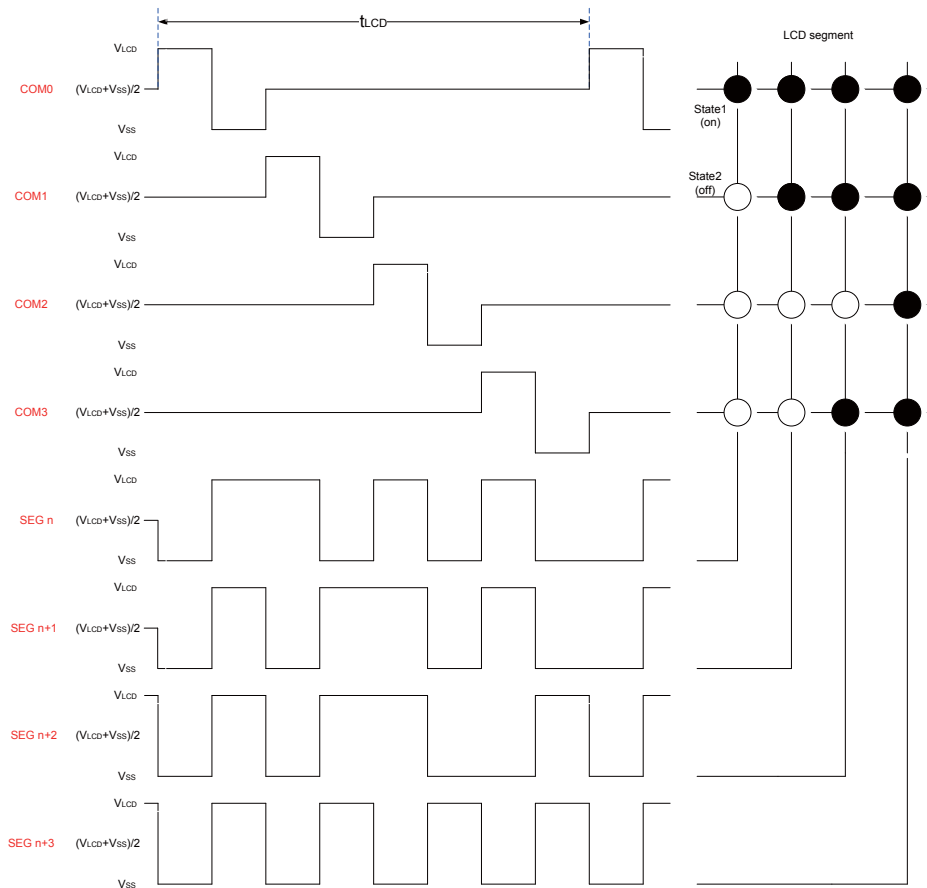 tLCD
LCD segment
VLCD
COM0 (VLCD+VSS)/2
State1
(on)
VSS
VLCD
State2
(off)
COM1 (VLCD+VSS)/2
VSS
VLCD
COM2 (VLCD+VSS)/2
VSS
VLCD
COM3 (VLCD+VSS)/2
VSS
VLCD
SEG n (VLCD+VSS)/2
VSS
VLCD
SEG n+1 (VLCD+VSS)/2
VSS
VLCD
SEG n+2 (VLCD+VSS)/2
VSS
VLCD
SEG n+3 (VLCD+VSS)/2
VSS